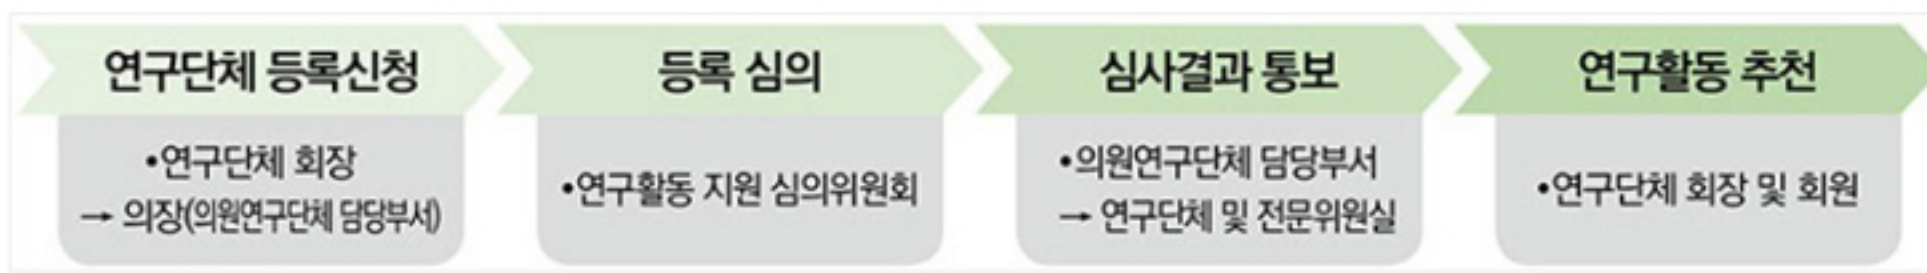 연구단체 등록신청
•연구단체 회장
→ 의장(의원연구단체 담당부서)
등록 심의
•연구활동 지원 심의위원회
심사결과 통보
•의원연구단체 담당부서
→ 연구단체 및 전문위원실
연구활동 추천
•연구단체 회장 및 회원